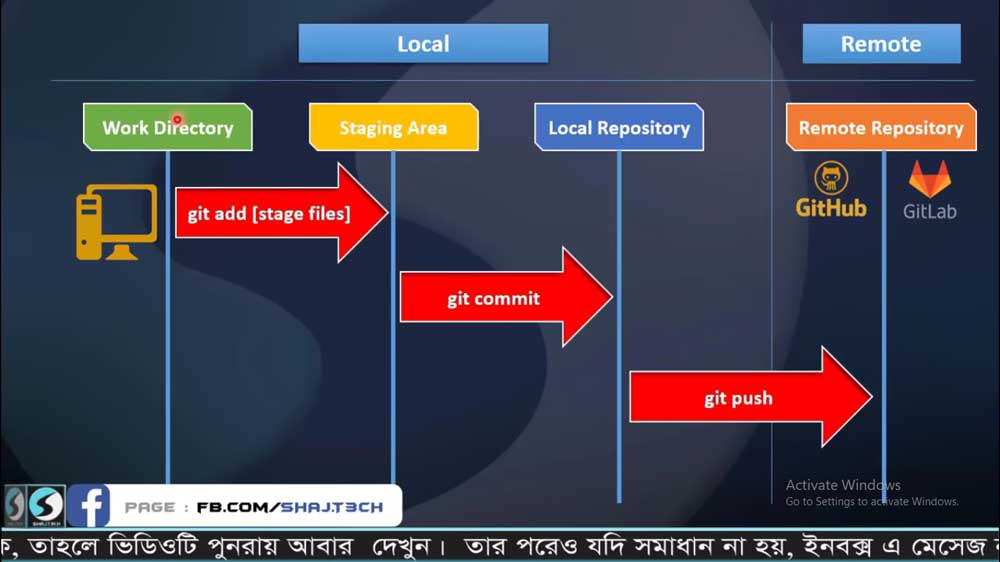 Local
Remote
Work Directory
Staging Area
Local Repository
Remote Repository
GitHub
GitLab
git add [stage files]
git commit
git push
Activate Windows
Go to Settings to activate Windows.
SHAJ.T3CH
PAGE : FB.COM/SHAJ.T3CH
তাহলে ভিডিওটি পুনরায় আবার দেখুন। তার পরেও যদি সমাধান না হয়, ইনবক্স এ মেসেজ